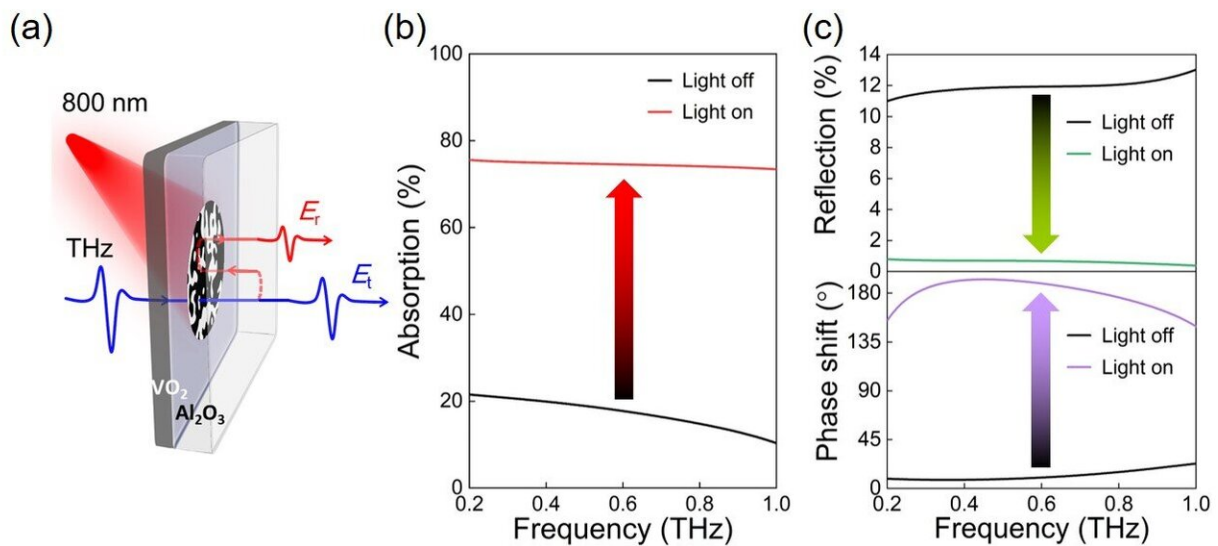 (a)
800 nm
THz
Er
Et
VO2
Al2O3
(b)
Absorption (%)
100
80
60
40
20
0
Light off
Light on
0.2
0.4
0.6
0.8
1.0
Frequency (THz)
(c)
Reflection (%)
14
12
10
8
6
4
2
0
Light off
Light on
Phase shift (°)
180
135
90
45
0
Light off
Light on
0.2
0.4
0.6
0.8
1.0
Frequency (THz)